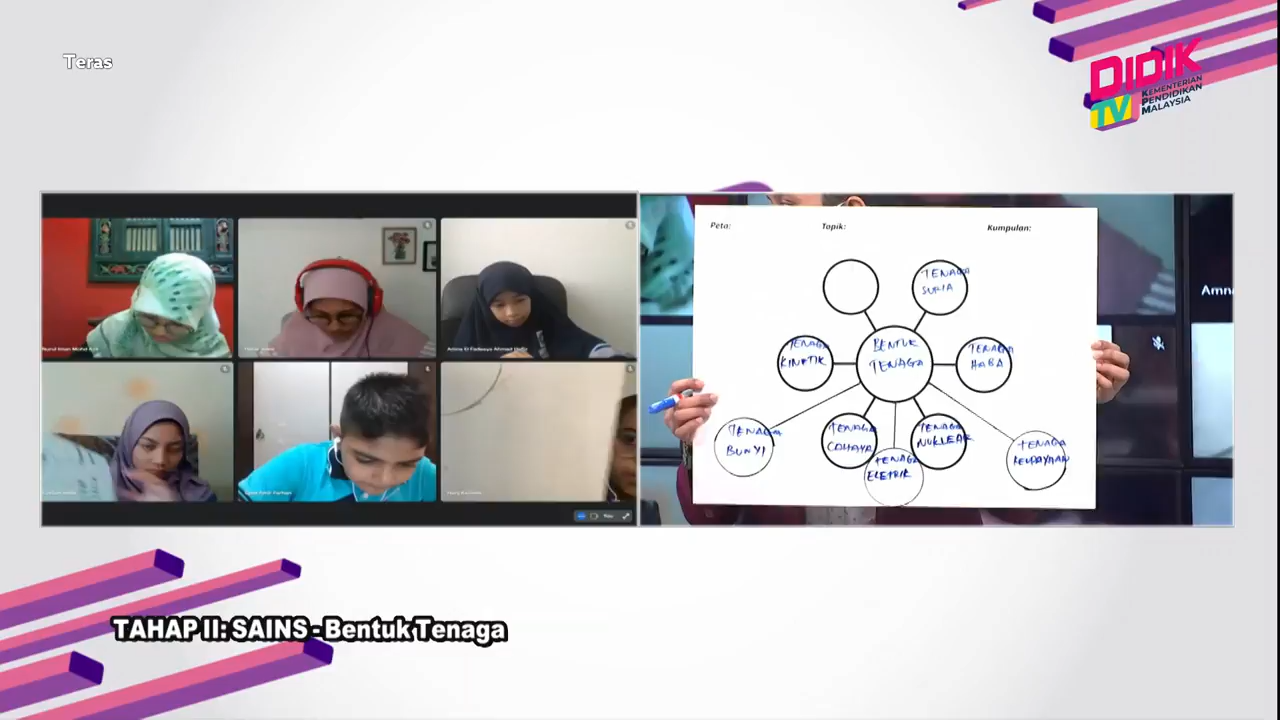 Teras
DIDIK
TV
KEMENTERIAN
PENDIDIKAN
MALAYSIA
Peta:
Topik:
Kumpulan:
TENAGA
SURIA
TENAGA
KINETIK
BENTUK
TENAGA
TENAGA
HABA
TENAGA
BUNYI
TENAGA
CAHAYA
TENAGA
NUKLEAR
TENAGA
ELETRIK
TENAGA
KEUPAYAAN
Amna
TAHAP II: SAINS - Bentuk Tenaga